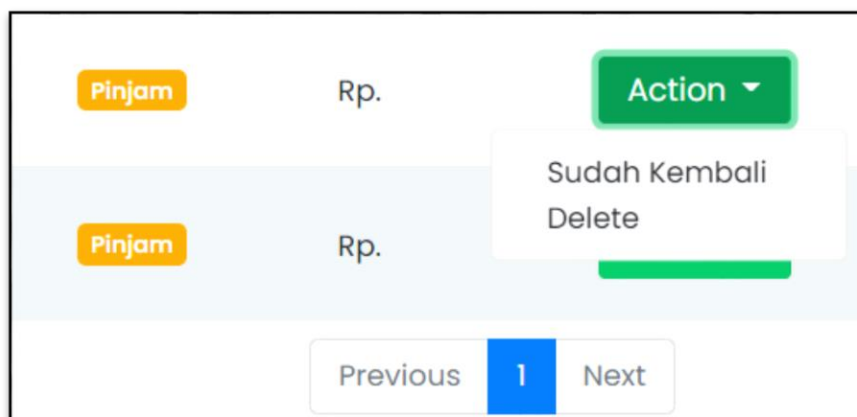 Pinjam Rp. Action
Sudah Kembali
Delete
Pinjam Rp.
Previous 1 Next